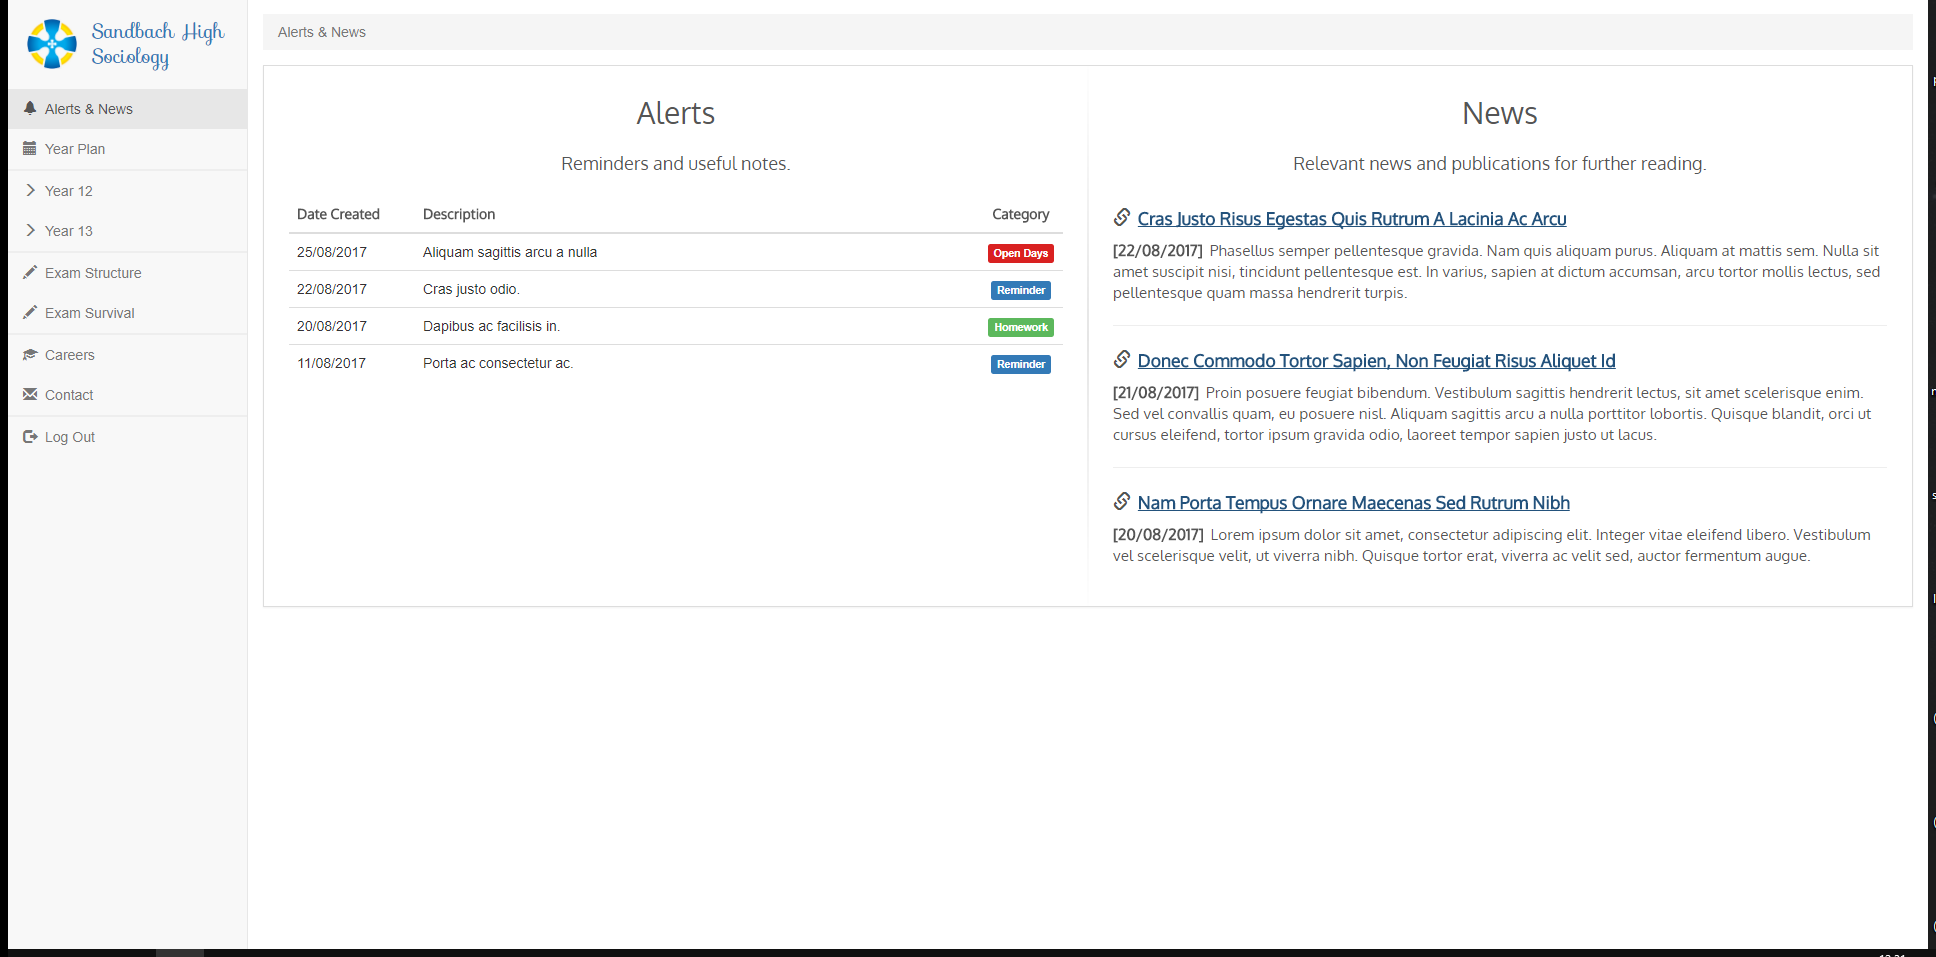 Sandbach High
Sociology
Alerts & News
Year Plan
Year 12
Year 13
Exam Structure
Exam Survival
Careers
Contact
Log Out
Alerts & News
Alerts
Reminders and useful notes.
Date Created Description Category
25/08/2017 Aliquam sagittis arcu a nulla Open Days
22/08/2017 Cras justo odio. Reminder
20/08/2017 Dapibus ac facilisis in. Homework
11/08/2017 Porta ac consectetur ac. Reminder
News
Relevant news and publications for further reading.
Cras Justo Risus Egestas Quis Rutrum A Lacinia Ac Arcu
[22/08/2017] Phasellus semper pellentesque gravida. Nam quis aliquam purus. Aliquam at mattis sem. Nulla sit
amet suscipit nisi, tincidunt pellentesque est. In varius, sapien at dictum accumsan, arcu tortor mollis lectus, sed
pellentesque quam massa hendrerit turpis.
Donec Commodo Tortor Sapien, Non Feugiat Risus Aliquet Id
[21/08/2017] Proin posuere feugiat bibendum. Vestibulum sagittis hendrerit lectus, sit amet scelerisque enim.
Sed vel convallis quam, eu posuere nisl. Aliquam sagittis arcu a nulla porttitor lobortis. Quisque blandit, orci ut
cursus eleifend, tortor ipsum gravida odio, laoreet tempor sapien justo ut lacus.
Nam Porta Tempus Ornare Maecenas Sed Rutrum Nibh
[20/08/2017] Lorem ipsum dolor sit amet, consectetur adipiscing elit. Integer vitae eleifend libero. Vestibulum
vel scelerisque velit, ut viverra nibh. Quisque tortor erat, viverra ac velit sed, auctor fermentum augue.